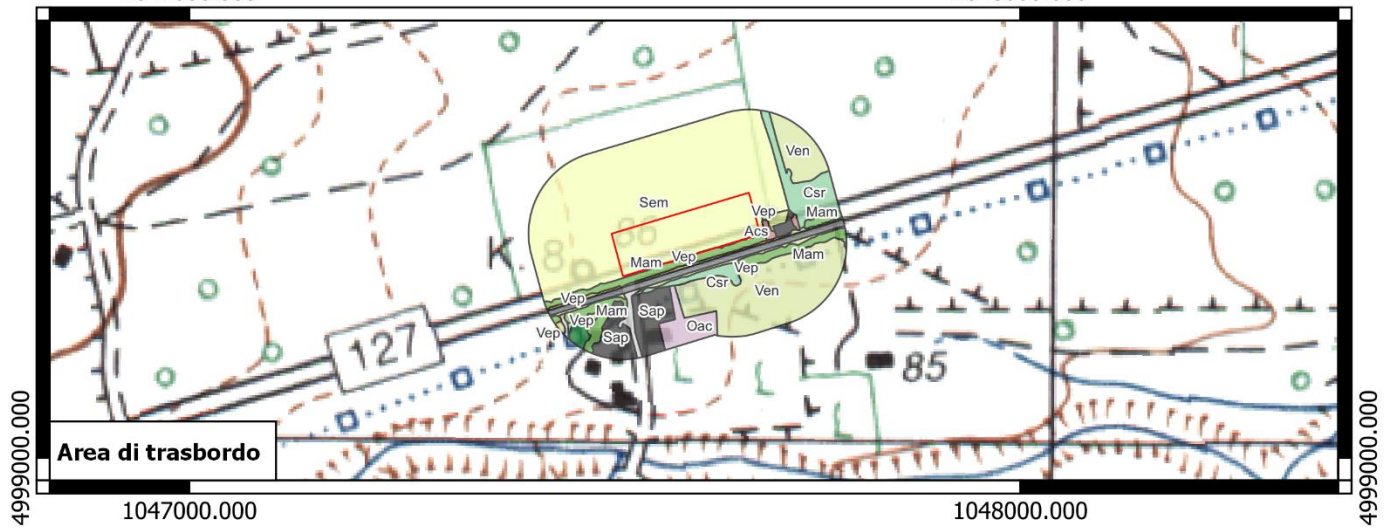 Ven
Sem
Csr
Vep
Mam
86
Acs
K.
8
Mam
Vep
Mam
Vep
Csr
Ven
Vep
Mam
Sap
Vep
Oac
Vep
Sap
127
85
Area di trasbordo
4999000.000
4999000.000
1047000.000
1048000.000